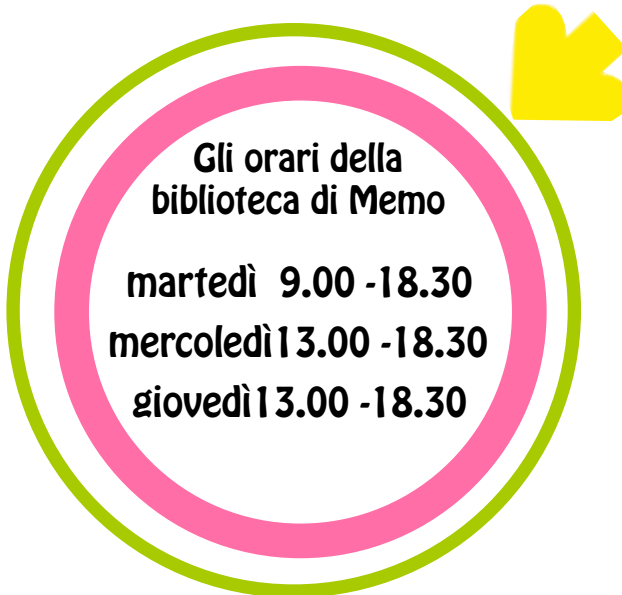 Gli orari della
biblioteca di Memo
martedì 9.00 -18.30
mercoledì13.00 -18.30
giovedì13.00 -18.30